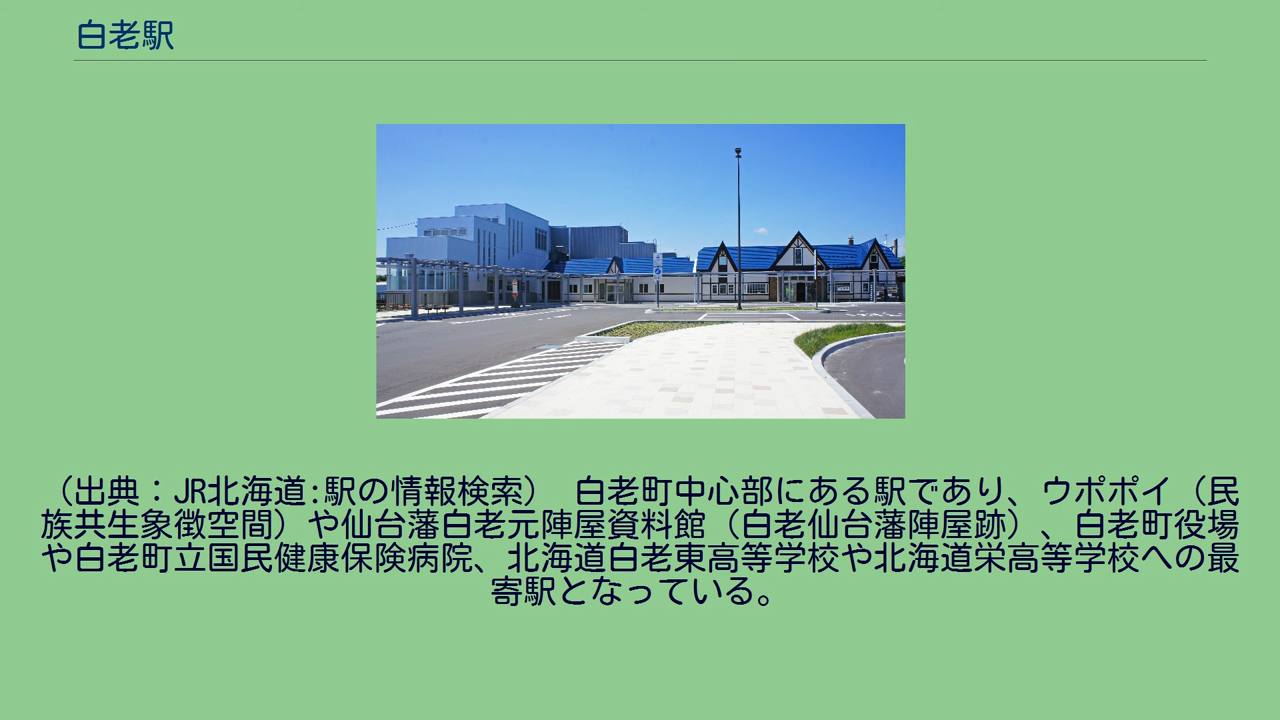 白老駅
（出典：JR北海道:駅の情報検索）　白老町中心部にある駅であり、ウポポイ（民
族共生象徴空間）や仙台藩白老元陣屋資料館（白老仙台藩陣屋跡）、白老町役場
や白老町立国民健康保険病院、北海道白老東高等学校や北海道栄高等学校への最
寄駅となっている。